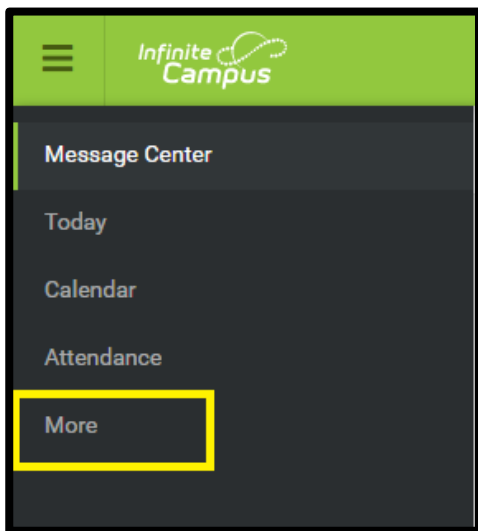 Infinite
Campus
Message Center
Today
Calendar
Attendance
More